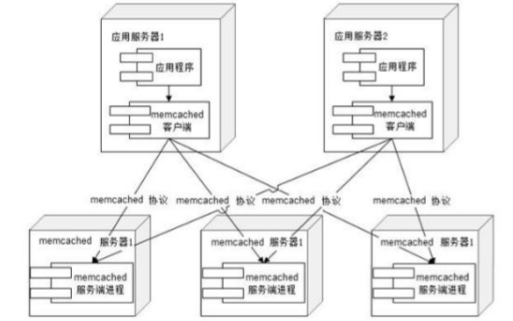 应用服务器1
应用服务器2
应用程序
应用程序
memcached
客户端
memcached
客户端
memcached 协议
memcached 协议
memcached 协议
memcached 协议
memcached 服务器1
memcached 服务器1
memcached 服务器1
memcached
服务端进程
memcached
服务端进程
memcached
服务端进程